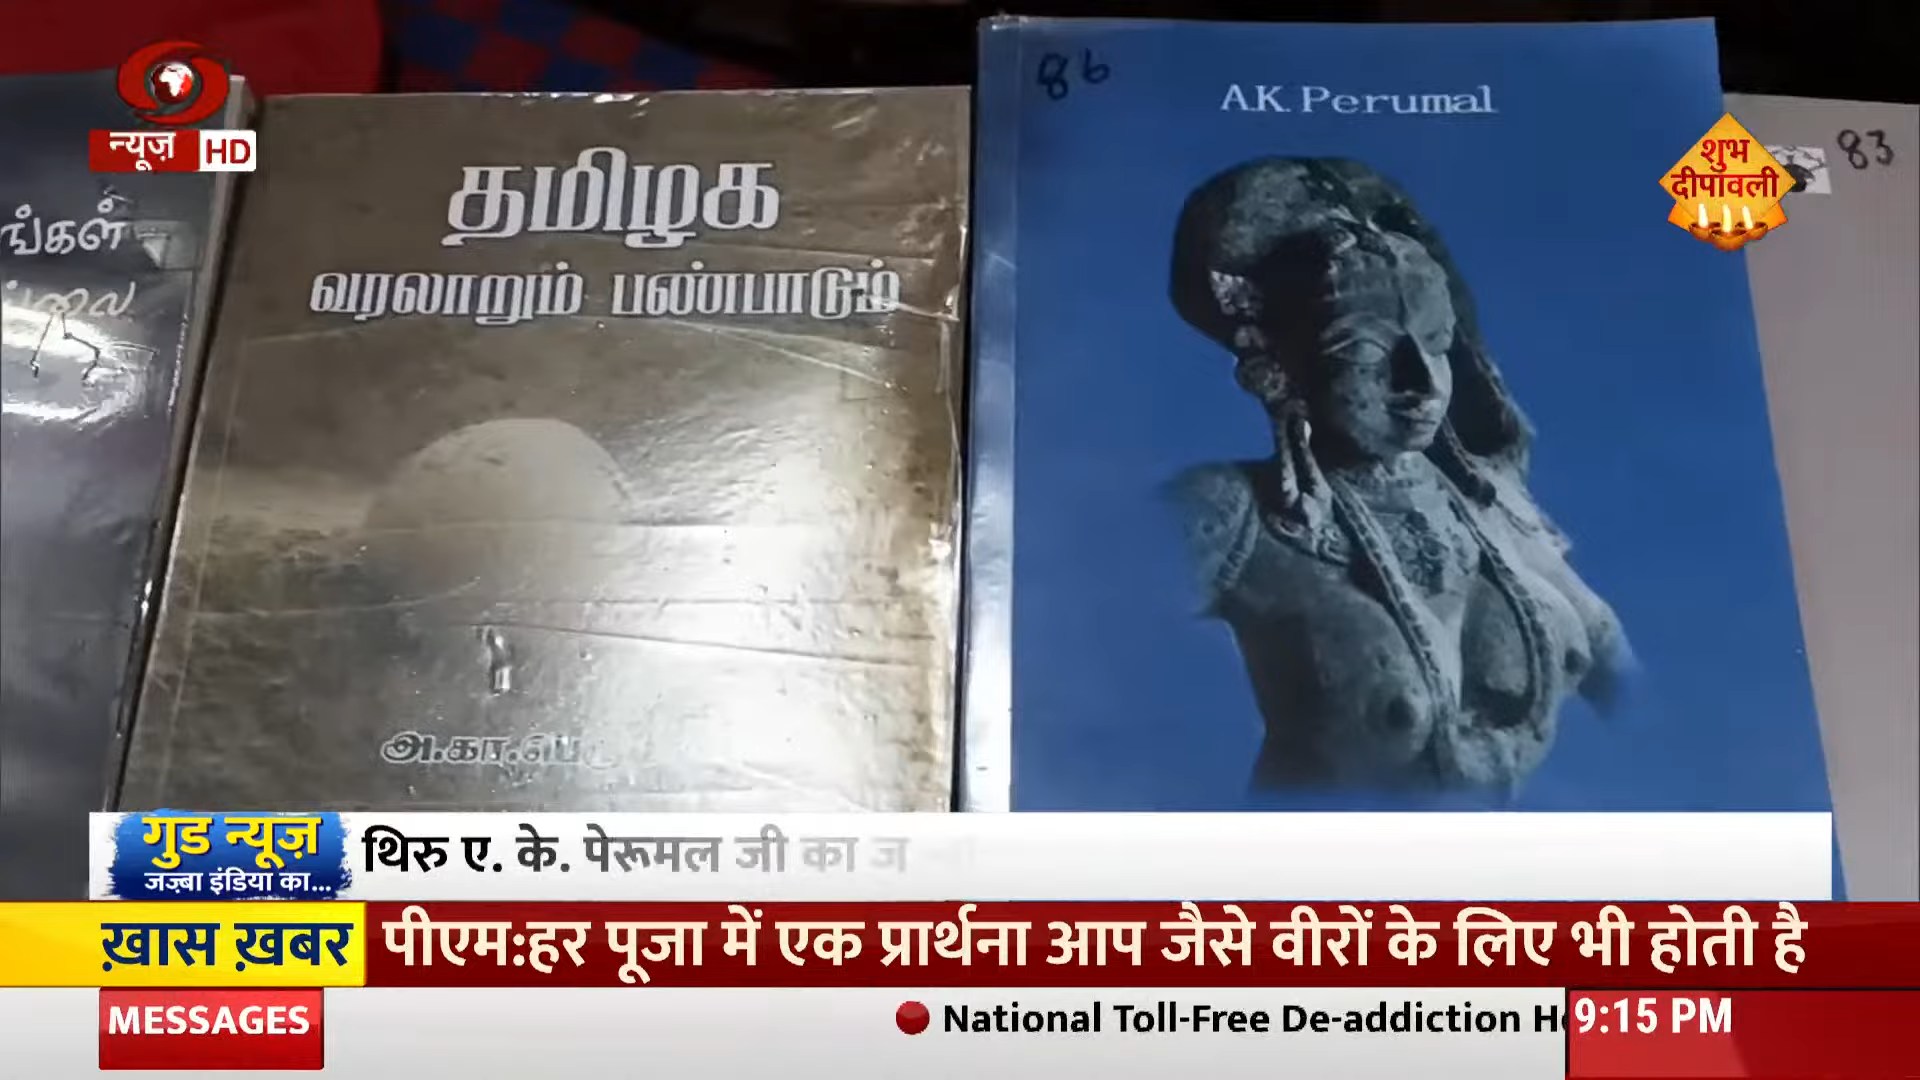 न्यूज़ HD
ங்கள்
தமிழக
வரலாறும் பண்பாடும்
அ.கா.பெரு
86
A.K. Perumal
83
शुभ
दीपावली
गुड न्यूज़
जज़्बा इंडिया का...
थिरु ए. के. पेरूमल जी का ज
ख़ास ख़बर
पीएम:हर पूजा में एक प्रार्थना आप जैसे वीरों के लिए भी होती है
MESSAGES
National Toll-Free De-addiction
9:15 PM